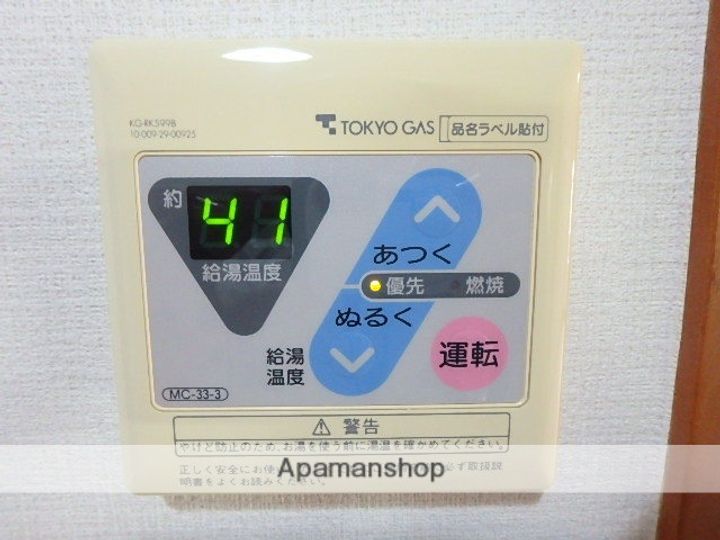 KG-RK599B
10-009-29-00925
TOKYO GAS
品名ラベル貼付
約
41
給湯温度
あつく
優先
燃焼
ぬるく
給湯
温度
運転
MC-33-3
警告
やけど防止のため、お湯を使う前に湯温を確かめてください。
正しく安全にお使 必ず取扱説
明書をよくお読みください。
Apamanshop